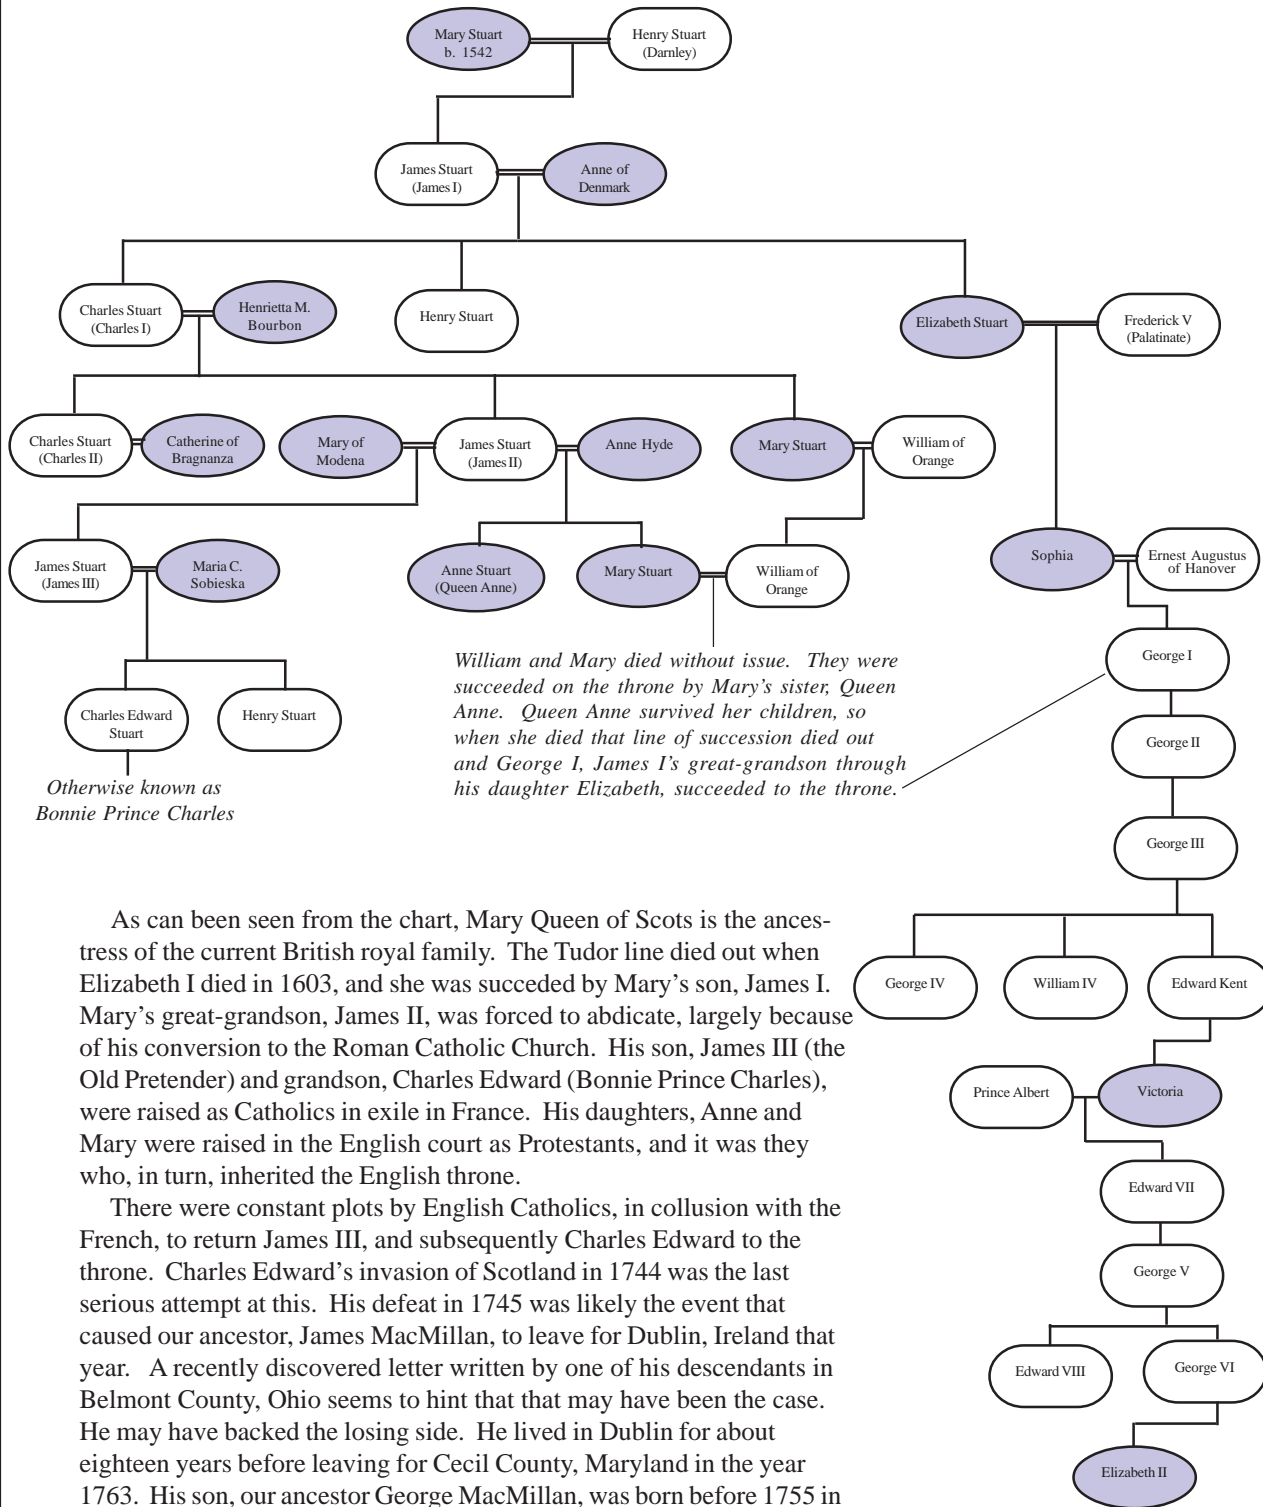 Mary Stuart
b. 1542
Henry Stuart
(Darnley)
James Stuart
(James I)
Anne of
Denmark
Charles Stuart
(Charles I)
Henrietta M.
Bourbon
Henry Stuart
Elizabeth Stuart
Frederick V
(Palatinate)
Charles Stuart
(Charles II)
Catherine of
Bragnanza
Mary of
Modena
James Stuart
(James II)
Anne Hyde
Mary Stuart
William of
Orange
James Stuart
(James III)
Maria C.
Sobieska
Anne Stuart
(Queen Anne)
Mary Stuart
William of
Orange
Sophia
Ernest Augustus
of Hanover
William and Mary died without issue. They were
succeeded on the throne by Mary's sister, Queen
Anne. Queen Anne survived her children, so
when she died that line of succession died out
and George I, James I's great-grandson through
his daughter Elizabeth, succeeded to the throne.
George I
Charles Edward
Stuart
Henry Stuart
Otherwise known as
Bonnie Prince Charles
George II
George III
George IV
William IV
Edward Kent
Prince Albert
Victoria
Edward VII
George V
Edward VIII
George VI
Elizabeth II
As can been seen from the chart, Mary Queen of Scots is the ances-
tress of the current British royal family. The Tudor line died out when
Elizabeth I died in 1603, and she was succeded by Mary's son, James I.
Mary's great-grandson, James II, was forced to abdicate, largely because
of his conversion to the Roman Catholic Church. His son, James III (the
Old Pretender) and grandson, Charles Edward (Bonnie Prince Charles),
were raised as Catholics in exile in France. His daughters, Anne and
Mary were raised in the English court as Protestants, and it was they
who, in turn, inherited the English throne.
There were constant plots by English Catholics, in collusion with the
French, to return James III, and subsequently Charles Edward to the
throne. Charles Edward's invasion of Scotland in 1744 was the last
serious attempt at this. His defeat in 1745 was likely the event that
caused our ancestor, James MacMillan, to leave for Dublin, Ireland that
year. A recently discovered letter written by one of his descendants in
Belmont County, Ohio seems to hint that that may have been the case.
He may have backed the losing side. He lived in Dublin for about
eighteen years before leaving for Cecil County, Maryland in the year
1763. His son, our ancestor George MacMillan, was born before 1755 in